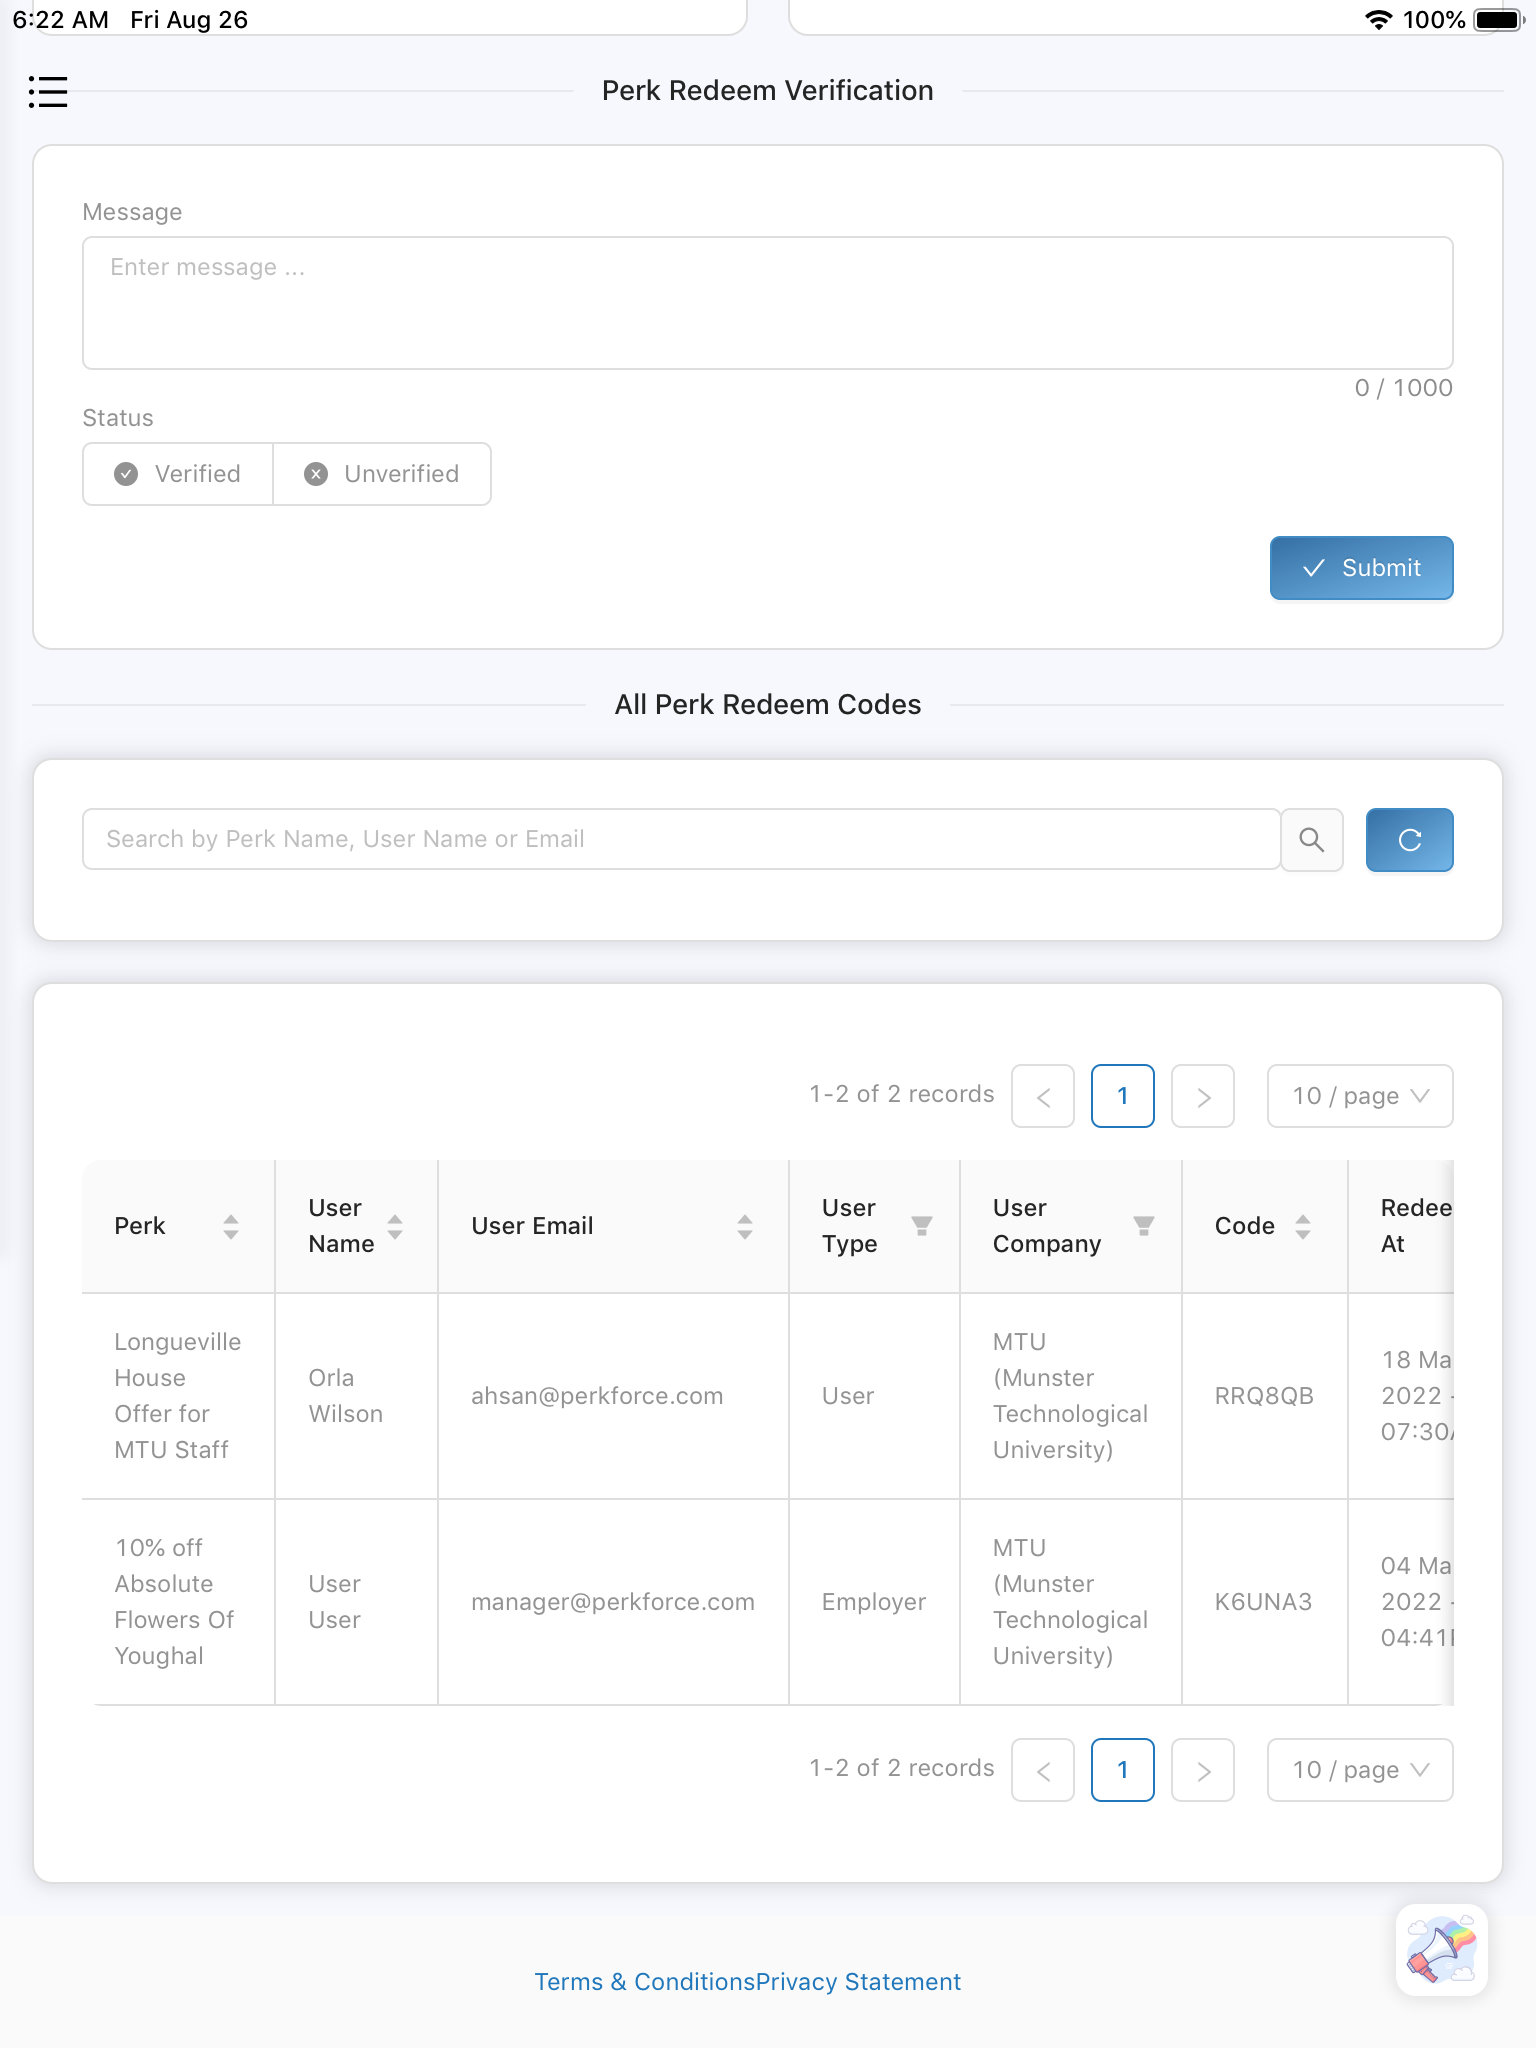 6:22 AM Fri Aug 26 100%
Perk Redeem Verification
Message
Enter message ...
0 / 1000
Status
Verified Unverified
Submit
All Perk Redeem Codes
Search by Perk Name, User Name or Email
1-2 of 2 records < 1 > 10 / page
Perk
User
Name
User Email
User
Type
User
Company
Code
Redee
At
Longueville
House
Offer for
MTU Staff
Orla
Wilson
ahsan@perkforce.com
User
MTU
(Munster
Technological
University)
RRQ8QB
18 Ma
2022 -
07:30
10% off
Absolute
Flowers Of
Youghal
User
User
manager@perkforce.com
Employer
MTU
(Munster
Technological
University)
K6UNA3
04 Ma
2022 -
04:41
1-2 of 2 records < 1 > 10 / page
Terms & ConditionsPrivacy Statement